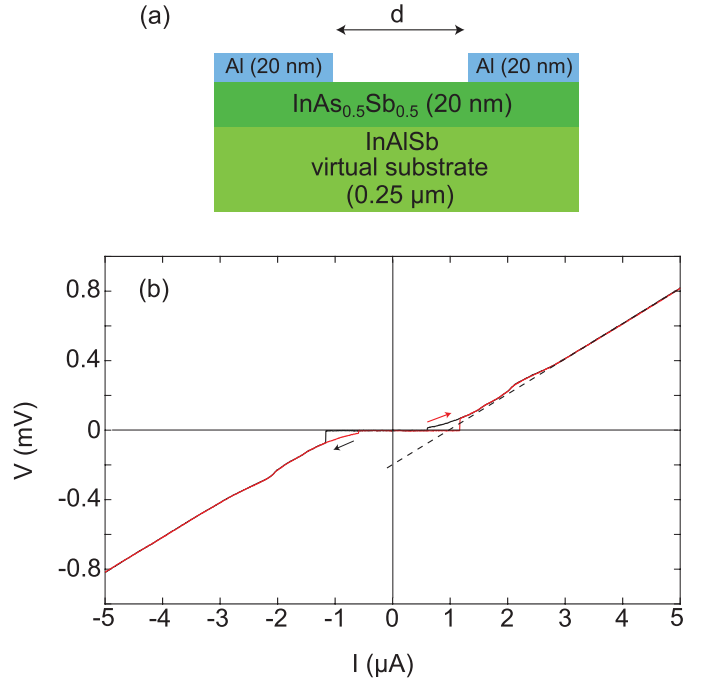 (a)
d
Al (20 nm)
Al (20 nm)
InAs0.5Sb0.5 (20 nm)
InAlSb
virtual substrate
(0.25 µm)
(b)
0.8
0.4
0
-0.4
-0.8
V (mV)
-5 -4 -3 -2 -1 0 1 2 3 4 5
I (µA)